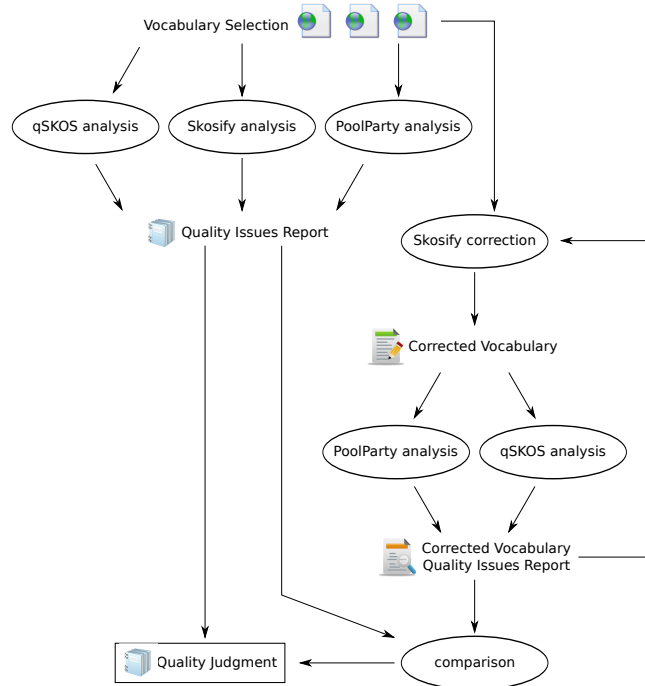 Vocabulary Selection
qSKOS analysis
Skosify analysis
PoolParty analysis
Quality Issues Report
Skosify correction
Corrected Vocabulary
PoolParty analysis
qSKOS analysis
Corrected Vocabulary
Quality Issues Report
Quality Judgment
comparison